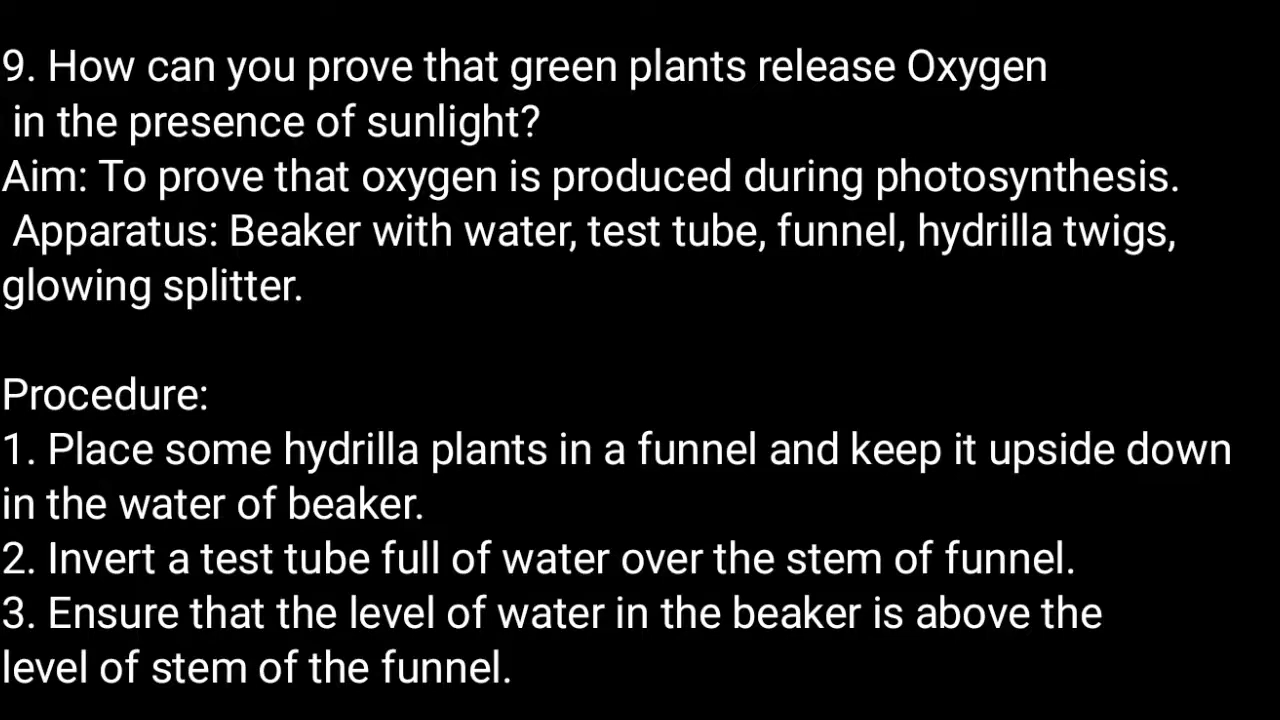 9. How can you prove that green plants release Oxygen
in the presence of sunlight?
Aim: To prove that oxygen is produced during photosynthesis.
Apparatus: Beaker with water, test tube, funnel, hydrilla twigs,
glowing splitter.
Procedure:
1. Place some hydrilla plants in a funnel and keep it upside down
in the water of beaker.
2. Invert a test tube full of water over the stem of funnel.
3. Ensure that the level of water in the beaker is above the
level of stem of the funnel.